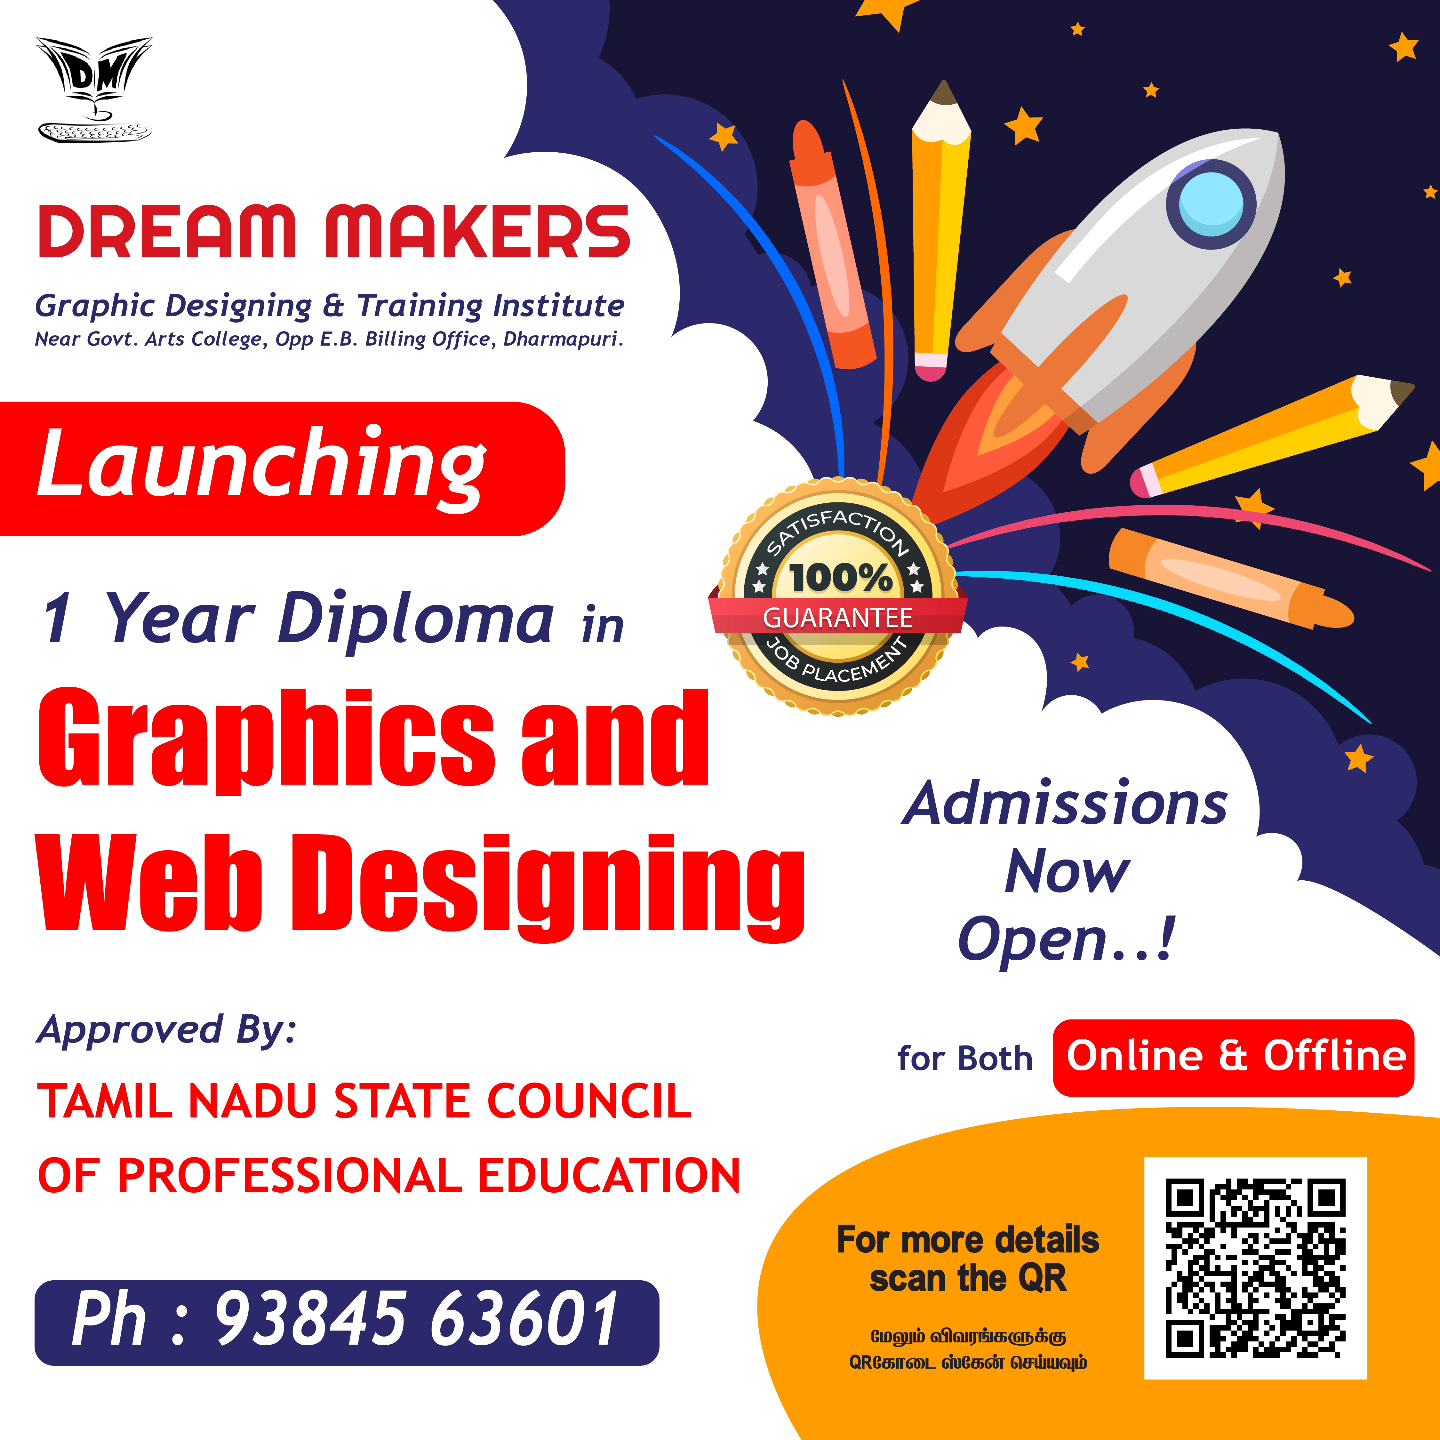 DM
DREAM MAKERS
Graphic Designing & Training Institute
Near Govt. Arts College, Opp E.B. Billing Office, Dharmapuri.
Launching
1 Year Diploma in
Graphics and
Web Designing
SATISFACTION
100%
GUARANTEE
JOB PLACEMENT
Admissions
Now
Open..!
for Both Online & Offline
Approved By:
TAMIL NADU STATE COUNCIL
OF PROFESSIONAL EDUCATION
Ph : 93845 63601
For more details
scan the QR
மேலும் விவரங்களுக்கு
QRகோடை ஸ்கேன் செய்யவும்